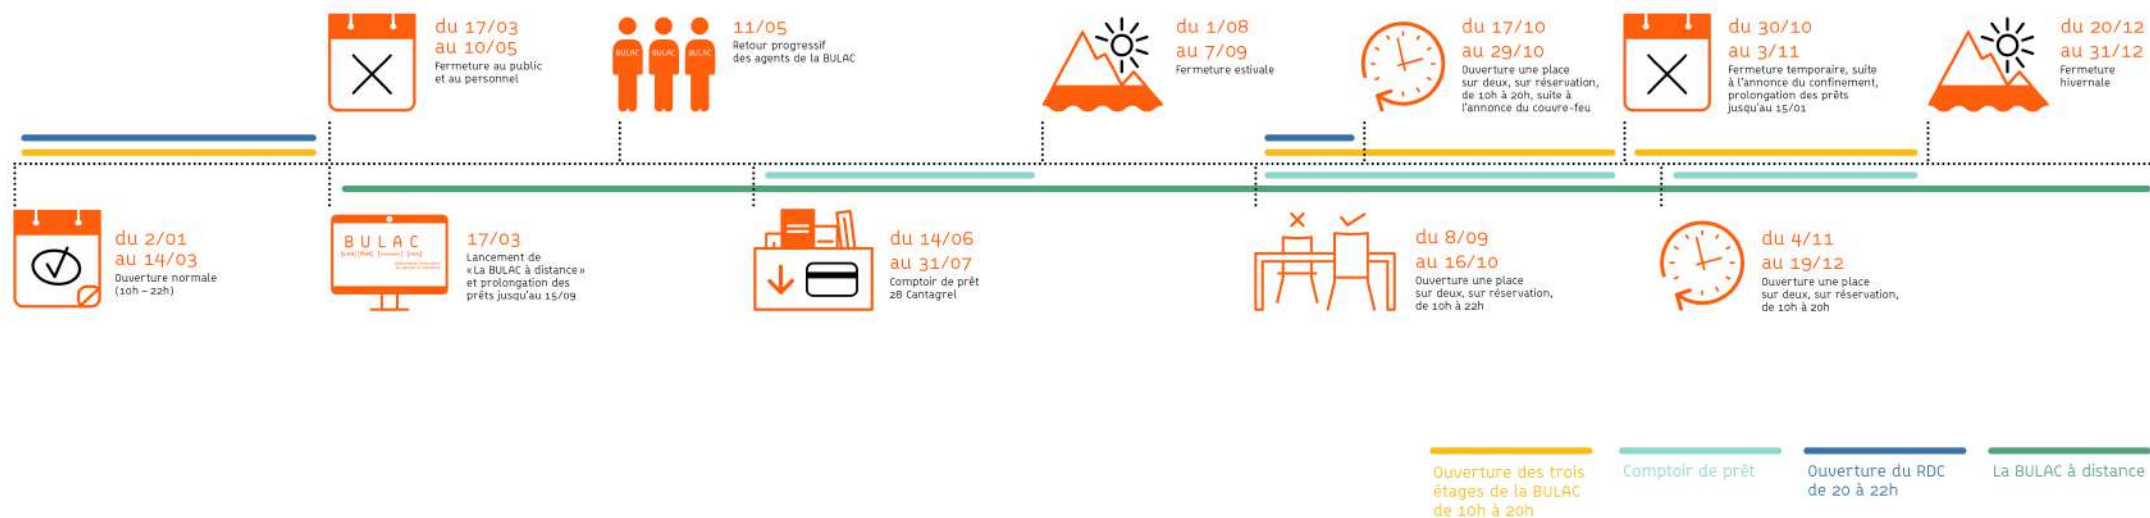 du 17/03
au 10/05
Fermeture au public
et au personnel
BULAC
BULAC
BULAC
11/05
Retour progressif
des agents de la BULAC
du 1/08
au 7/09
Fermeture estivale
du 17/10
au 29/10
Ouverture une place
sur deux, sur réservation,
de 10h à 20h, suite à
l'annonce du couvre-feu
du 30/10
au 3/11
Fermeture temporaire, suite
à l'annonce du confinement,
prolongation des prêts
jusqu'au 15/01
du 20/12
au 31/12
Fermeture
hivernale
du 2/01
au 14/03
Ouverture normale
(10h – 22h)
BULAC
17/03
Lancement de
«La BULAC à distance»
et prolongation des
prêts jusqu'au 15/09
du 14/06
au 31/07
Comptoir de prêt
28 Cantagrel
du 8/09
au 16/10
Ouverture une place
sur deux, sur réservation,
de 10h à 22h
du 4/11
au 19/12
Ouverture une place
sur deux, sur réservation,
de 10h à 20h
Ouverture des trois
étages de la BULAC
de 10h à 20h
Comptoir de prêt
Ouverture du RDC
de 20 à 22h
La BULAC à distance